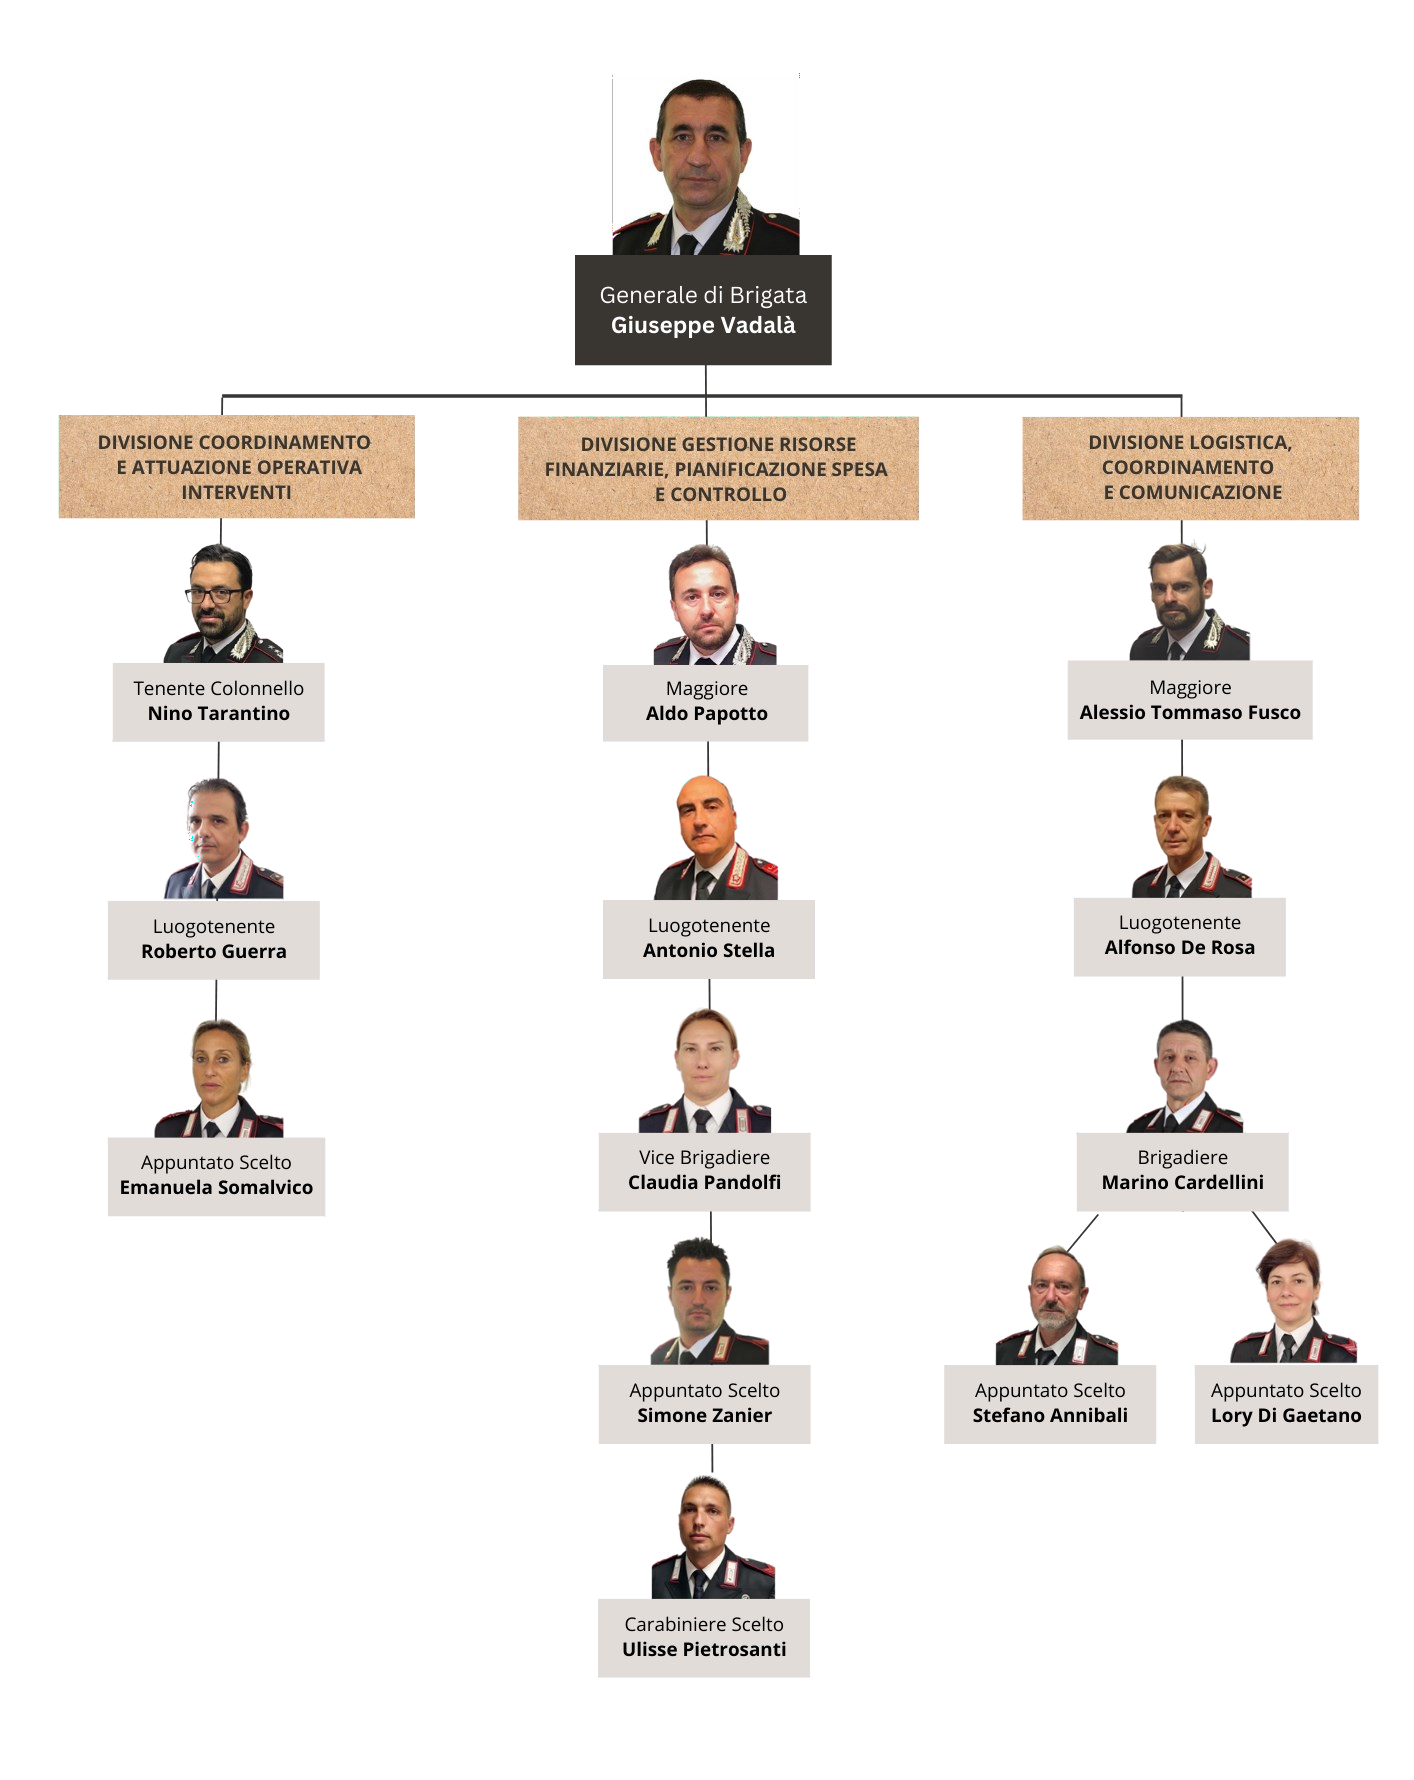 Generale di Brigata
Giuseppe Vadalà
DIVISIONE COORDINAMENTO
E ATTUAZIONE OPERATIVA
INTERVENTI
Tenente Colonnello
Nino Tarantino
Luogotenente
Roberto Guerra
Appuntato Scelto
Emanuela Somalvico
DIVISIONE GESTIONE RISORSE
FINANZIARIE, PIANIFICAZIONE SPESA
E CONTROLLO
Maggiore
Aldo Papotto
Luogotenente
Antonio Stella
Vice Brigadiere
Claudia Pandolfi
Appuntato Scelto
Simone Zanier
Carabiniere Scelto
Ulisse Pietrosanti
DIVISIONE LOGISTICA,
COORDINAMENTO
E COMUNICAZIONE
Maggiore
Alessio Tommaso Fusco
Luogotenente
Alfonso De Rosa
Brigadiere
Marino Cardellini
Appuntato Scelto
Stefano Annibali
Appuntato Scelto
Lory Di Gaetano